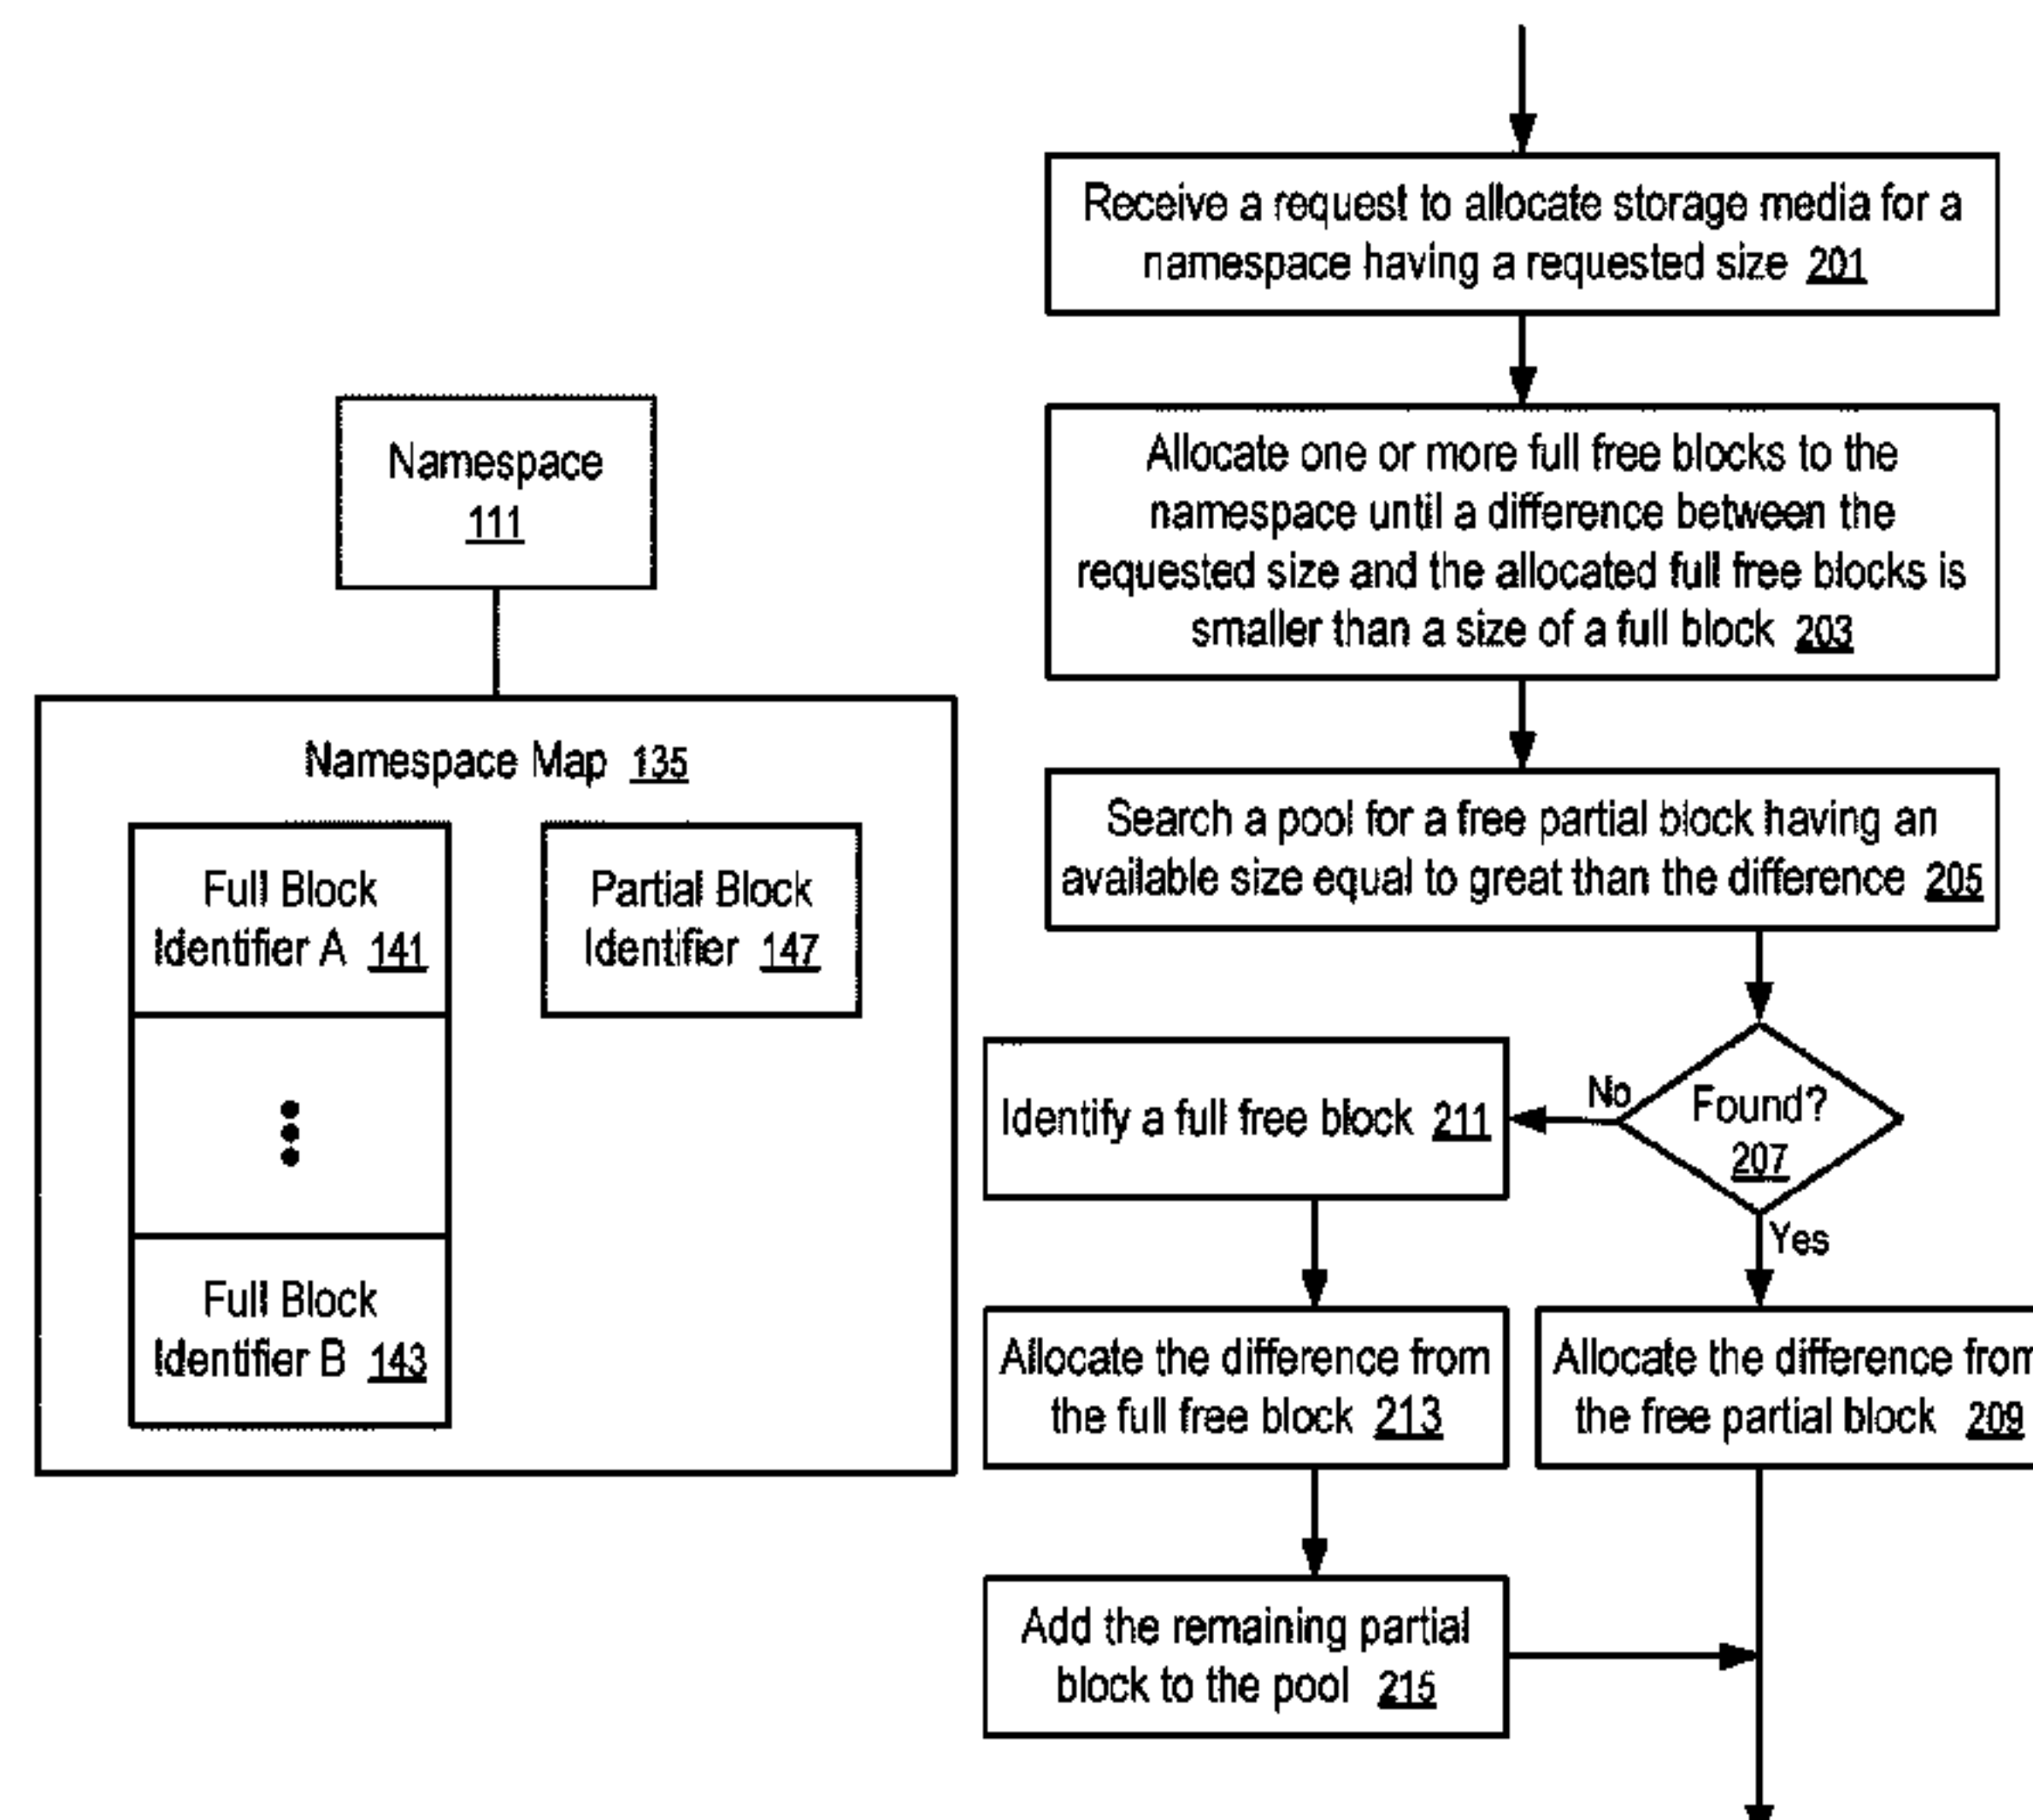 Namespace
111
Namespace Map 135
Full Block
Identifier A 141
Partial Block
Identifier 147
Full Block
Identifier B 143
Receive a request to allocate storage media for a
namespace having a requested size 201
Allocate one or more full free blocks to the
namespace until a difference between the
requested size and the allocated full free blocks is
smaller than a size of a full block 203
Search a pool for a free partial block having an
available size equal to great than the difference 205
Found?
207
No
Yes
Identify a full free block 211
Allocate the difference from
the full free block 213
Allocate the difference from
the free partial block 209
Add the remaining partial
block to the pool 215